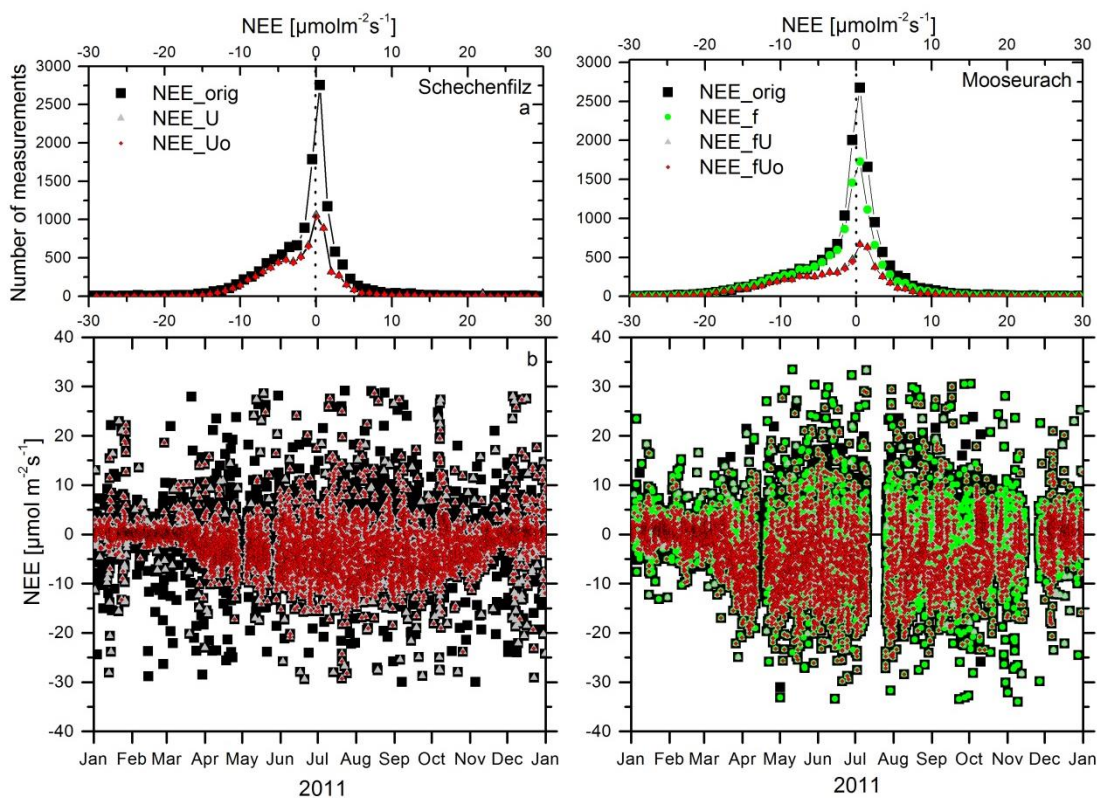 NEE [µmolm⁻²s⁻¹]
-30 -20 -10 0 10 20 30
3000
2500
2000
1500
1000
500
0
Number of measurements
Schechenfilz
a
NEE_orig
NEE_U
NEE_Uo
-30 -20 -10 0 10 20 30
NEE [µmolm⁻²s⁻¹]
-30 -20 -10 0 10 20 30
3000
2500
2000
1500
1000
500
0
Mooseurach
NEE_orig
NEE_f
NEE_fU
NEE_fUo
-30 -20 -10 0 10 20 30
40
30
20
10
0
-10
-20
-30
-40
NEE [µmol m⁻²s⁻¹]
b
Jan Feb Mar Apr May Jun Jul Aug Sep Oct Nov Dec Jan
2011
40
30
20
10
0
-10
-20
-30
-40
Jan Feb Mar Apr May Jun Jul Aug Sep Oct Nov Dec Jan
2011